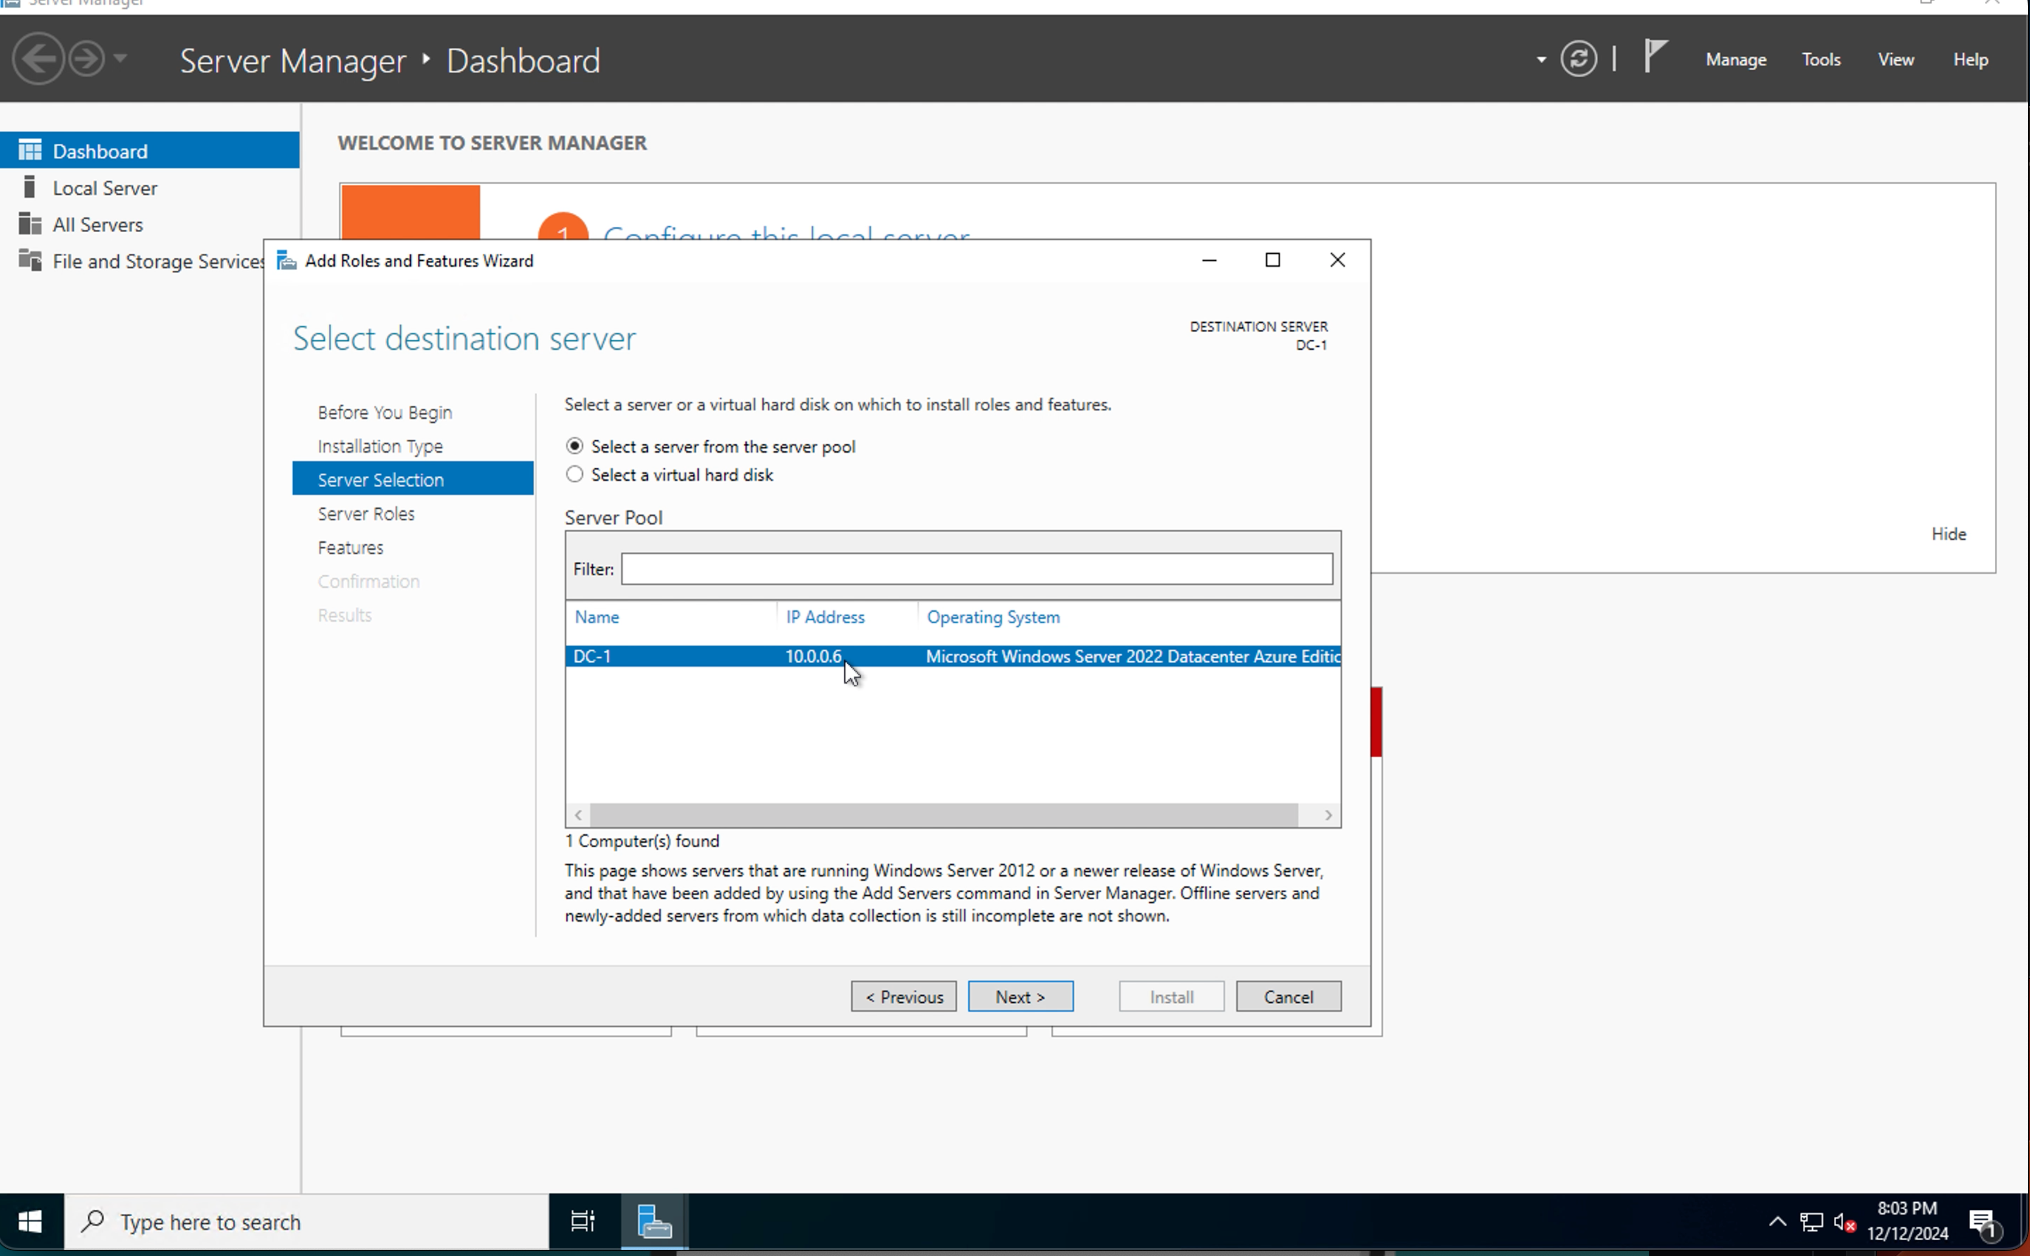 Server Manager
Server Manager ‣ Dashboard
Manage
Tools
View
Help
Dashboard
Local Server
All Servers
File and Storage Services
WELCOME TO SERVER MANAGER
1
Configure this local server
Hide
Add Roles and Features Wizard
Select destination server
DESTINATION SERVER
DC-1
Before You Begin
Installation Type
Server Selection
Server Roles
Features
Confirmation
Results
Select a server or a virtual hard disk on which to install roles and features.
Select a server from the server pool
Select a virtual hard disk
Server Pool
Filter:
Name IP Address Operating System
DC-1 10.0.0.6 Microsoft Windows Server 2022 Datacenter Azure Editic
1 Computer(s) found
This page shows servers that are running Windows Server 2012 or a newer release of Windows Server,
and that have been added by using the Add Servers command in Server Manager. Offline servers and
newly-added servers from which data collection is still incomplete are not shown.
< Previous
Next >
Install
Cancel
Type here to search
8:03 PM
12/12/2024
1